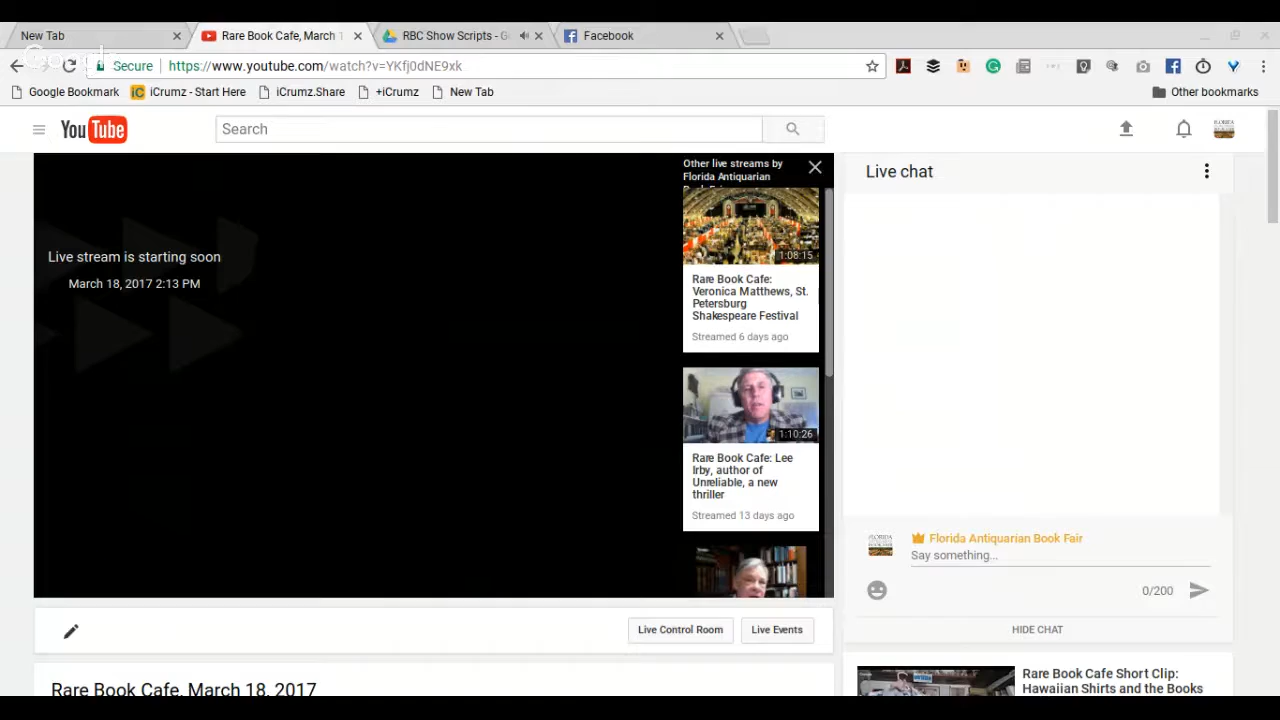 New Tab
Rare Book Cafe, March 1
RBC Show Scripts - G
Facebook
Google
Secure
https://www.youtube.com/watch?v=YKfj0dNE9xk
Google Bookmark
iC
iCrumz - Start Here
iCrumz.Share
+iCrumz
New Tab
Other bookmarks
YouTube
Search
Live stream is starting soon
March 18, 2017 2:13 PM
Other live streams by
Florida Antiquarian
1:08:15
Rare Book Cafe:
Veronica Matthews, St.
Petersburg
Shakespeare Festival
Streamed 6 days ago
1:10:26
Rare Book Cafe: Lee
Irby, author of
Unreliable, a new
thriller
Streamed 13 days ago
Live chat
Florida Antiquarian Book Fair
Say something...
0/200
HIDE CHAT
Live Control Room
Live Events
Rare Book Cafe, March 18, 2017
Rare Book Cafe Short Clip:
Hawaiian Shirts and the Books